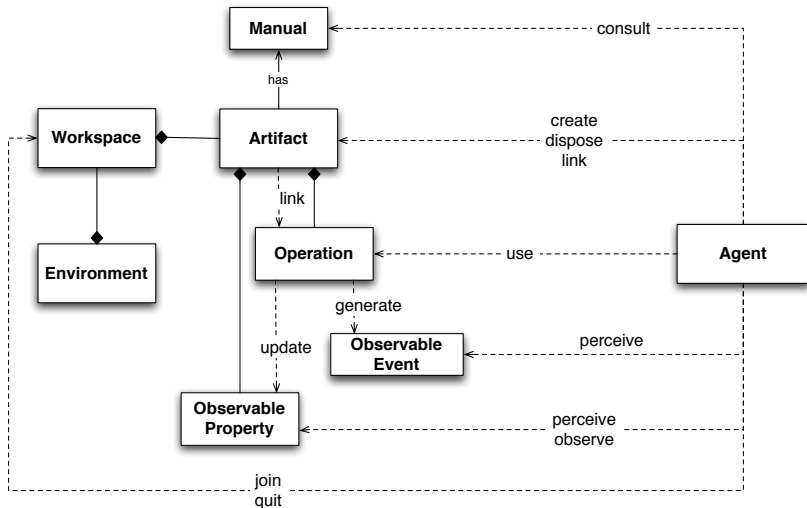 Manual
consult
has
create
dispose
link
Workspace
Artifact
link
Environment
Operation
use
Agent
generate
update
Observable
Event
perceive
Observable
Property
perceive
observe
join
quit